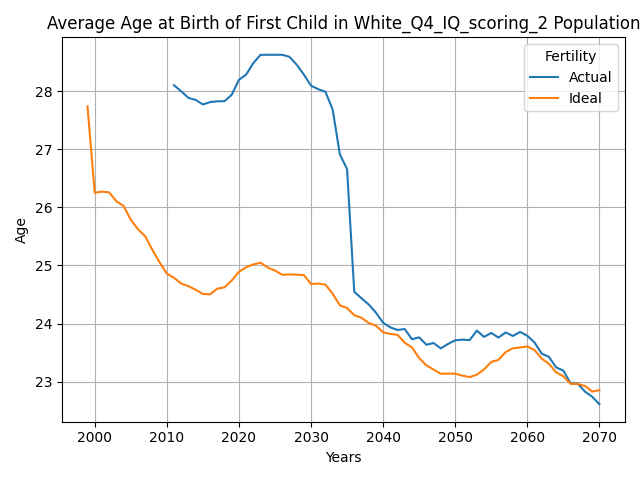 Average Age at Birth of First Child in White_Q4_IQ_scoring_2 Population
Fertility
Actual
Ideal
28
27
26
25
24
23
Age
2000 2010 2020 2030 2040 2050 2060 2070
Years